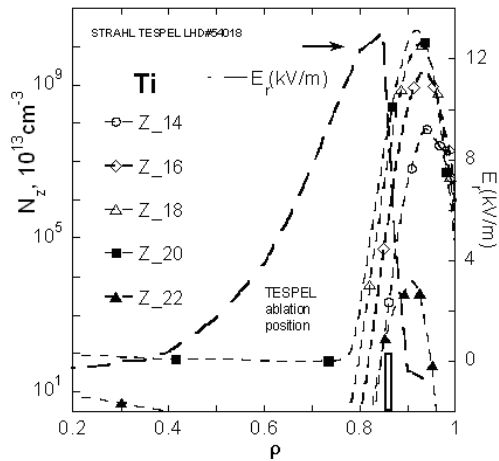 STRAHL TESPEL LHD#54018
Ti
E_r(kV/m)
Z_14
Z_16
Z_18
Z_20
Z_22
TESPEL
ablation
position
N_z, 10^13 cm^-3
10^9
10^5
10^1
E_r(kV/m)
12
8
4
0
0.2
0.4
0.6
0.8
1
ρ